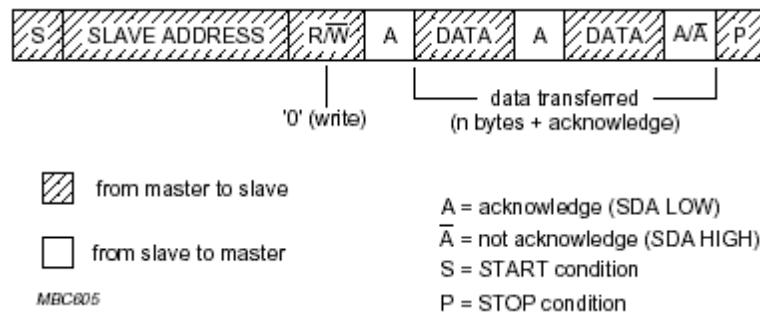 S SLAVE ADDRESS R/W̅ A DATA A DATA A/A̅ P
'0' (write)
data transferred
(n bytes + acknowledge)
from master to slave
from slave to master
MBC605
A = acknowledge (SDA LOW)
A̅ = not acknowledge (SDA HIGH)
S = START condition
P = STOP condition